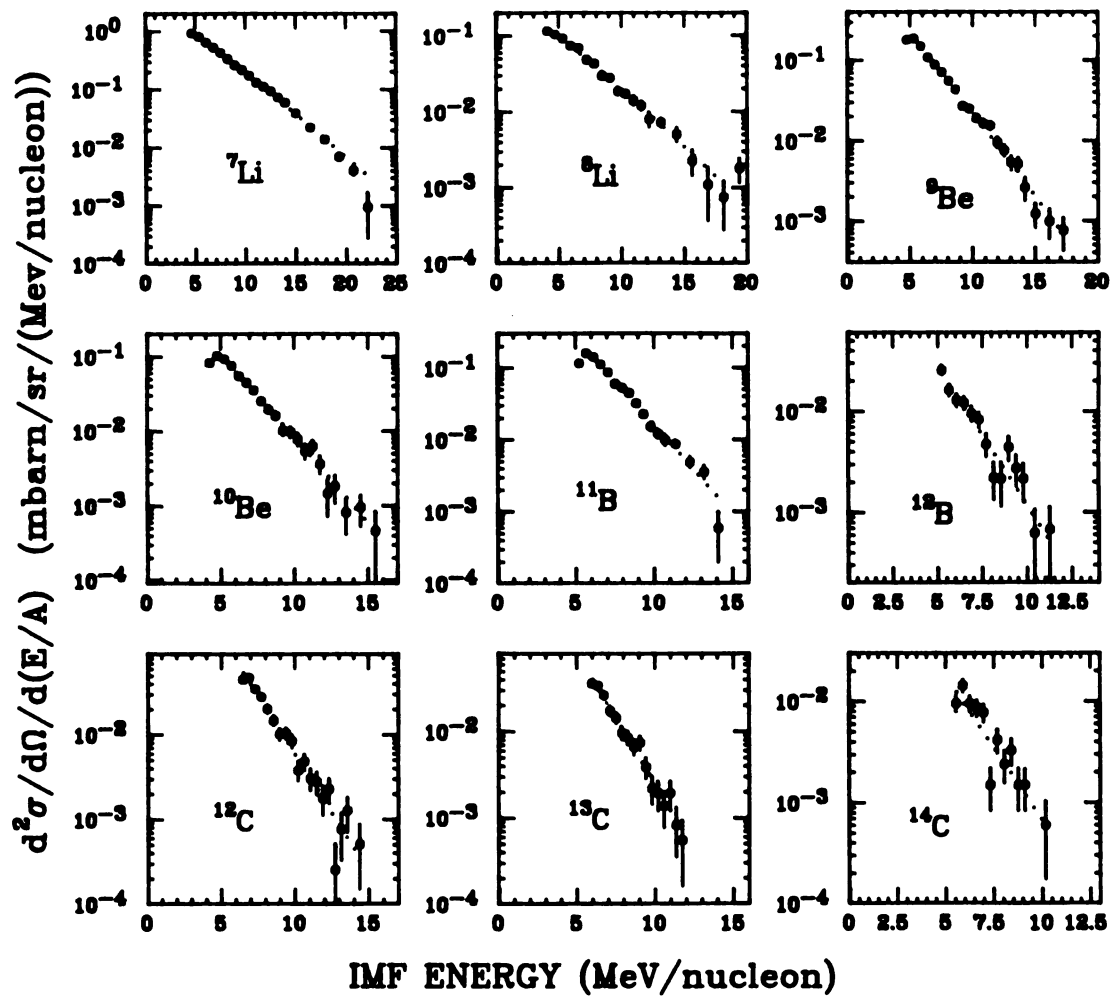 d²σ/dΩ/d(E/A) (mbarn/sr/(Mev/nucleon))
10⁰ 10⁻¹ 10⁻² 10⁻³ 10⁻⁴
⁷Li
0 5 10 15 20 25
10⁻¹ 10⁻² 10⁻³ 10⁻⁴
⁸Li
0 5 10 15 20
10⁻¹ 10⁻² 10⁻³
⁹Be
0 5 10 15 20
10⁻¹ 10⁻² 10⁻³ 10⁻⁴
¹⁰Be
0 5 10 15
10⁻¹ 10⁻² 10⁻³ 10⁻⁴
¹¹B
0 5 10 15
10⁻² 10⁻³
¹²B
0 2.5 5 7.5 10 12.5
10⁻² 10⁻³ 10⁻⁴
¹²C
0 5 10 15
10⁻² 10⁻³ 10⁻⁴
¹³C
0 5 10 15
10⁻² 10⁻³ 10⁻⁴
¹⁴C
0 2.5 5 7.5 10 12.5
IMF ENERGY (MeV/nucleon)